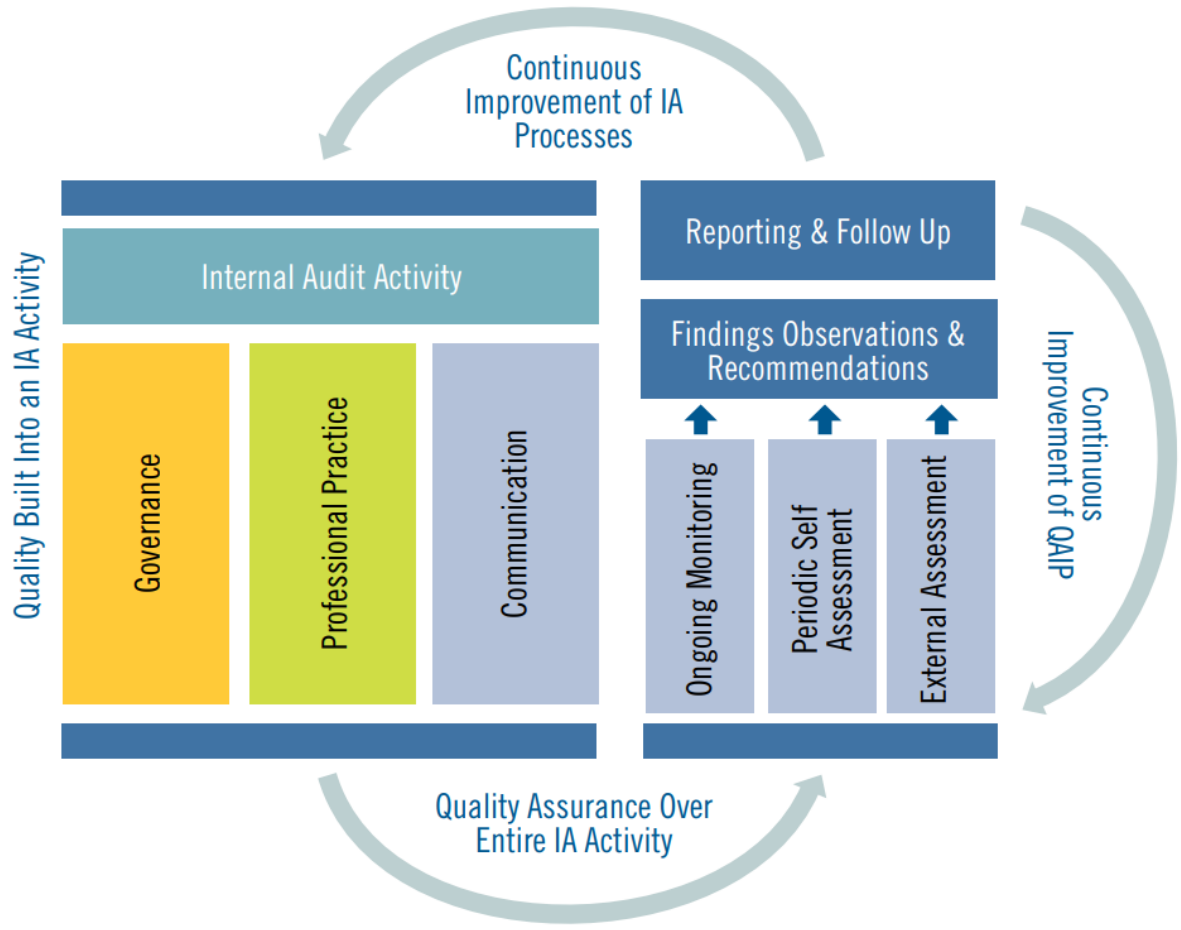 Continuous
Improvement of IA
Processes
Quality Built Into an IA Activity
Internal Audit Activity
Governance
Professional Practice
Communication
Reporting & Follow Up
Findings Observations &
Recommendations
Ongoing Monitoring
Periodic Self
Assessment
External Assessment
Continuous
Improvement of QAIP
Quality Assurance Over
Entire IA Activity